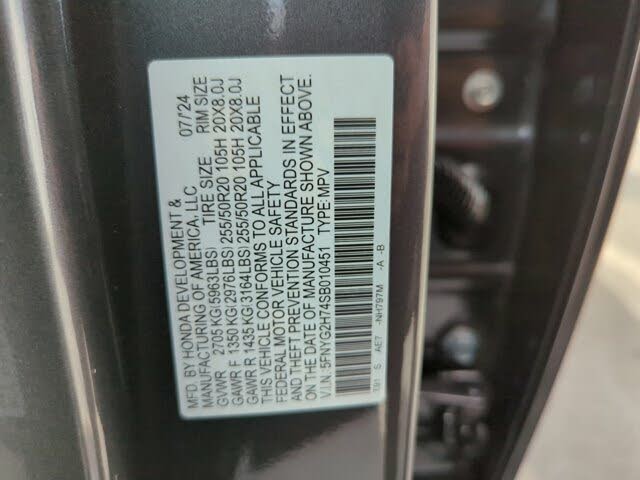 MFD. BY HONDA DEVELOPMENT & 07/'24
MANUFACTURING OF AMERICA, LLC
TIRE SIZE RIM SIZE
GVWR 2705 KG(5963LBS)
GAWR F 1350 KG(2976LBS) 255/50R20 105H 20X8.0J
GAWR R 1435 KG(3164LBS) 255/50R20 105H 20X8.0J
THIS VEHICLE CONFORMS TO ALL APPLICABLE
FEDERAL MOTOR VEHICLE SAFETY
AND THEFT PREVENTION STANDARDS IN EFFECT
ON THE DATE OF MANUFACTURE SHOWN ABOVE.
V.I.N. 5FNYG2H74SB010451 TYPE:MPV
S AE7 -NH797M -A -B